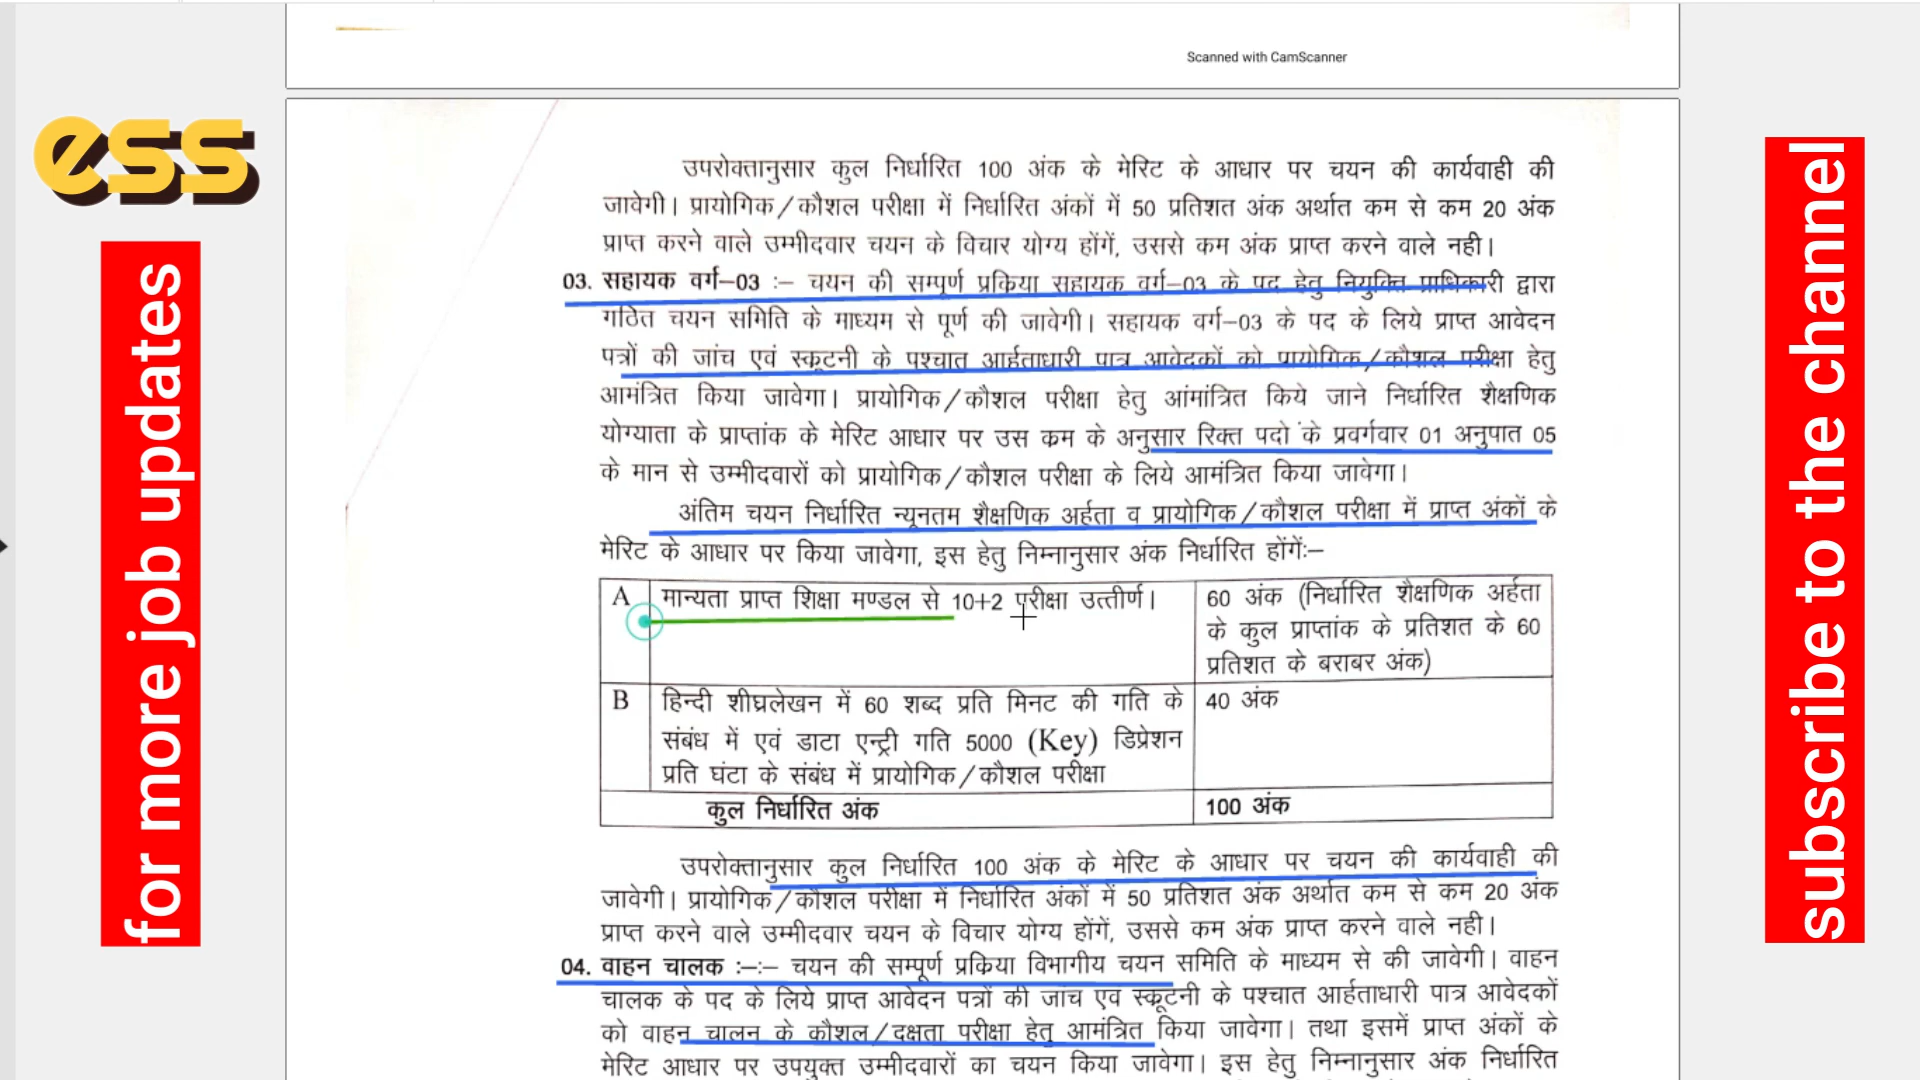 Scanned with CamScanner
ess
for more job updates
subscribe to the channel
उपरोक्तानुसार कुल निर्धारित 100 अंक के मेरिट के आधार पर चयन की कार्यवाही की
जावेगी। प्रायोगिक/कौशल परीक्षा में निर्धारित अंकों में 50 प्रतिशत अंक अर्थात कम से कम 20 अंक
प्राप्त करने वाले उम्मीदवार चयन के विचार योग्य होंगें, उससे कम अंक प्राप्त करने वाले नही।
03. सहायक वर्ग–03 :– चयन की सम्पूर्ण प्रक्रिया सहायक वर्ग–03 के पद हेतु नियुक्ति प्राधिकारी द्वारा
गठित चयन समिति के माध्यम से पूर्ण की जावेगी। सहायक वर्ग–03 के पद के लिये प्राप्त आवेदन
पत्रों की जांच एवं स्कूटनी के पश्चात आर्हताधारी पात्र आवेदकों को प्रायोगिक/कौशल परीक्षा हेतु
आमंत्रित किया जावेगा। प्रायोगिक/कौशल परीक्षा हेतु आंमांत्रित किये जाने निर्धारित शैक्षणिक
योग्यता के प्राप्तांक के मेरिट आधार पर उस कम के अनुसार रिक्त पदो के प्रवर्गवार 01 अनुपात 05
के मान से उम्मीदवारों को प्रायोगिक/कौशल परीक्षा के लिये आमंत्रित किया जावेगा।
अंतिम चयन निर्धारित न्यूनतम शैक्षणिक अर्हता व प्रायोगिक/कौशल परीक्षा में प्राप्त अंकों के
मेरिट के आधार पर किया जावेगा, इस हेतु निम्नानुसार अंक निर्धारित होंगें:–
A मान्यता प्राप्त शिक्षा मण्डल से 10+2 परीक्षा उत्तीर्ण।
60 अंक (निर्धारित शैक्षणिक अर्हता
के कुल प्राप्तांक के प्रतिशत के 60
प्रतिशत के बराबर अंक)
B हिन्दी शीघ्रलेखन में 60 शब्द प्रति मिनट की गति के
संबंध में एवं डाटा एन्ट्री गति 5000 (Key) डिप्रेशन
प्रति घंटा के संबंध में प्रायोगिक/कौशल परीक्षा
40 अंक
कुल निर्धारित अंक 100 अंक
उपरोक्तानुसार कुल निर्धारित 100 अंक के मेरिट के आधार पर चयन की कार्यवाही की
जावेगी। प्रायोगिक/कौशल परीक्षा में निर्धारित अंकों में 50 प्रतिशत अंक अर्थात कम से कम 20 अंक
प्राप्त करने वाले उम्मीदवार चयन के विचार योग्य होंगें, उससे कम अंक प्राप्त करने वाले नही।
04. वाहन चालक :–:– चयन की सम्पूर्ण प्रक्रिया विभागीय चयन समिति के माध्यम से की जावेगी। वाहन
चालक के पद के लिये प्राप्त आवेदन पत्रों की जांच एव स्कूटनी के पश्चात आर्हताधारी पात्र आवेदकों
को वाहन चालन के कौशल/दक्षता परीक्षा हेतु आमंत्रित किया जावेगा। तथा इसमें प्राप्त अंकों के
मेरिट आधार पर उपयुक्त उम्मीदवारों का चयन किया जावेगा। इस हेतु निम्नानुसार अंक निर्धारित